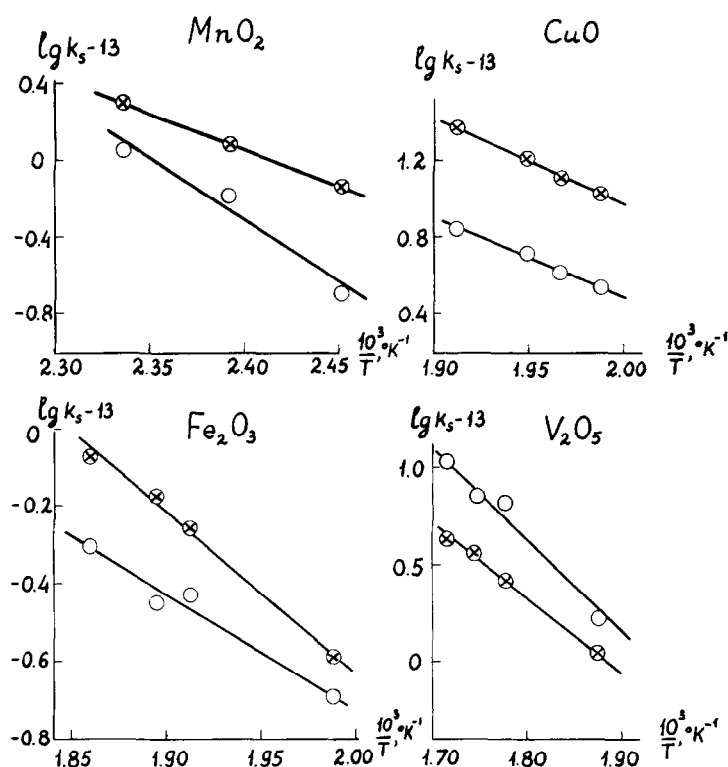 MnO₂
lg kₛ-13
0.4
0
-0.4
-0.8
2.30 2.35 2.40 2.45
10³/T, °K⁻¹
CuO
lg kₛ-13
1.2
0.8
0.4
1.90 1.95 2.00
10³/T, °K⁻¹
Fe₂O₃
lg kₛ-13
0
-0.2
-0.4
-0.6
-0.8
1.85 1.90 1.95 2.00
10³/T, °K⁻¹
V₂O₅
lg kₛ-13
1.0
0.5
0
1.70 1.80 1.90
10³/T, °K⁻¹